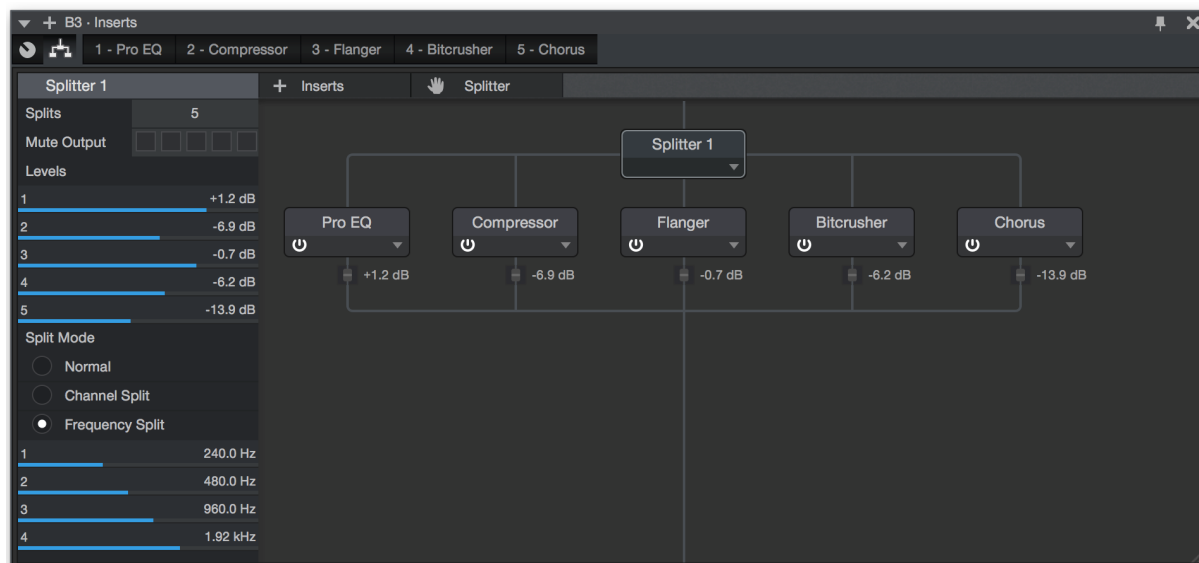 B3 · Inserts
1 - Pro EQ 2 - Compressor 3 - Flanger 4 - Bitcrusher 5 - Chorus
Splitter 1
Inserts
Splitter
Splits 5
Mute Output
Levels
1 +1.2 dB
2 -6.9 dB
3 -0.7 dB
4 -6.2 dB
5 -13.9 dB
Split Mode
Normal
Channel Split
Frequency Split
1 240.0 Hz
2 480.0 Hz
3 960.0 Hz
4 1.92 kHz
Splitter 1
Pro EQ
Compressor
Flanger
Bitcrusher
Chorus
+1.2 dB
-6.9 dB
-0.7 dB
-6.2 dB
-13.9 dB